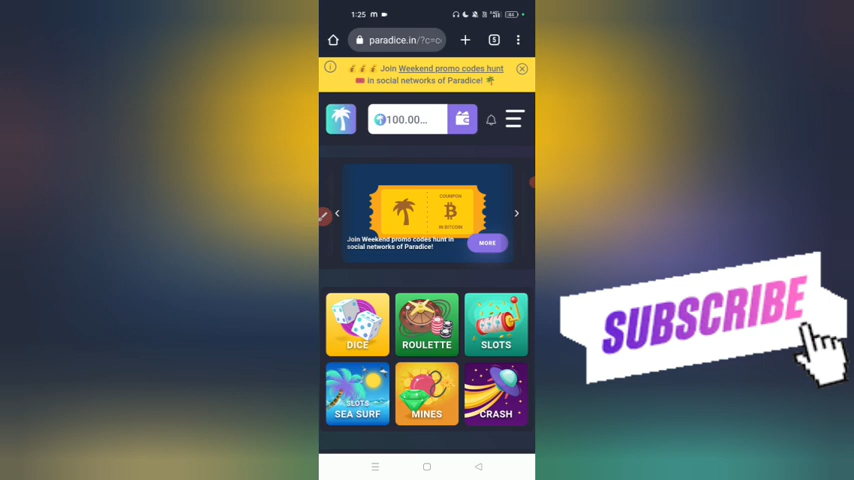 1:25 m
paradice.in/?c=c
5
Join Weekend promo codes hunt
in social networks of Paradice!
100.00...
COUNPON
IN BITCOIN
Join Weekend promo codes hunt in
social networks of Paradice!
MORE
DICE
ROULETTE
SLOTS
SLOTS
SEA SURF
MINES
CRASH
SUBSCRIBE